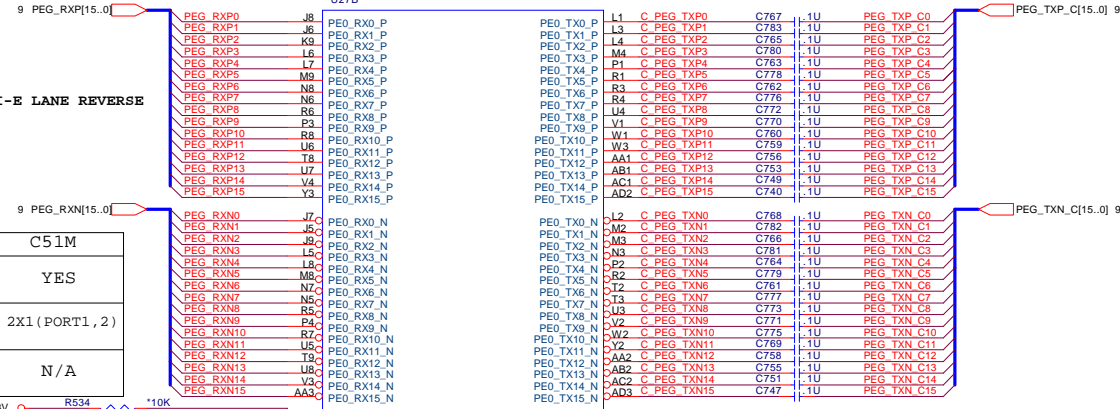 U27B
9 PEG_RXP[15..0]
PEG_TXP_C[15..0] 9
PEG_RXP0 J8 PE0_RX0_P PE0_TX0_P L1 C_PEG_TXP0 C767 .1U PEG_TXP_C0
PEG_RXP1 J6 PE0_RX1_P PE0_TX1_P L3 C_PEG_TXP1 C783 .1U PEG_TXP_C1
PEG_RXP2 K9 PE0_RX2_P PE0_TX2_P L4 C_PEG_TXP2 C765 .1U PEG_TXP_C2
PEG_RXP3 L6 PE0_RX3_P PE0_TX3_P M4 C_PEG_TXP3 C780 .1U PEG_TXP_C3
PEG_RXP4 L7 PE0_RX4_P PE0_TX4_P P1 C_PEG_TXP4 C763 .1U PEG_TXP_C4
PEG_RXP5 M9 PE0_RX5_P PE0_TX5_P R1 C_PEG_TXP5 C778 .1U PEG_TXP_C5
PEG_RXP6 N8 PE0_RX6_P PE0_TX6_P R3 C_PEG_TXP6 C762 .1U PEG_TXP_C6
PEG_RXP7 N6 PE0_RX7_P PE0_TX7_P R4 C_PEG_TXP7 C776 .1U PEG_TXP_C7
PEG_RXP8 R6 PE0_RX8_P PE0_TX8_P U4 C_PEG_TXP8 C772 .1U PEG_TXP_C8
PEG_RXP9 P3 PE0_RX9_P PE0_TX9_P V1 C_PEG_TXP9 C770 .1U PEG_TXP_C9
PEG_RXP10 R8 PE0_RX10_P PE0_TX10_P W1 C_PEG_TXP10 C760 .1U PEG_TXP_C10
PEG_RXP11 U6 PE0_RX11_P PE0_TX11_P W3 C_PEG_TXP11 C759 .1U PEG_TXP_C11
PEG_RXP12 T8 PE0_RX12_P PE0_TX12_P AA1 C_PEG_TXP12 C756 .1U PEG_TXP_C12
PEG_RXP13 U7 PE0_RX13_P PE0_TX13_P AB1 C_PEG_TXP13 C753 .1U PEG_TXP_C13
PEG_RXP14 V4 PE0_RX14_P PE0_TX14_P AC1 C_PEG_TXP14 C749 .1U PEG_TXP_C14
PEG_RXP15 Y3 PE0_RX15_P PE0_TX15_P AD2 C_PEG_TXP15 C740 .1U PEG_TXP_C15
I-E LANE REVERSE
9 PEG_RXN[15..0]
PEG_TXN_C[15..0] 9
PEG_RXN0 J7 PE0_RX0_N PE0_TX0_N L2 C_PEG_TXN0 C768 .1U PEG_TXN_C0
PEG_RXN1 J5 PE0_RX1_N PE0_TX1_N M2 C_PEG_TXN1 C782 .1U PEG_TXN_C1
PEG_RXN2 J9 PE0_RX2_N PE0_TX2_N M3 C_PEG_TXN2 C766 .1U PEG_TXN_C2
PEG_RXN3 L5 PE0_RX3_N PE0_TX3_N N3 C_PEG_TXN3 C781 .1U PEG_TXN_C3
PEG_RXN4 L8 PE0_RX4_N PE0_TX4_N P2 C_PEG_TXN4 C764 .1U PEG_TXN_C4
PEG_RXN5 M8 PE0_RX5_N PE0_TX5_N R2 C_PEG_TXN5 C779 .1U PEG_TXN_C5
PEG_RXN6 N7 PE0_RX6_N PE0_TX6_N T2 C_PEG_TXN6 C761 .1U PEG_TXN_C6
PEG_RXN7 N5 PE0_RX7_N PE0_TX7_N T3 C_PEG_TXN7 C777 .1U PEG_TXN_C7
PEG_RXN8 R5 PE0_RX8_N PE0_TX8_N U3 C_PEG_TXN8 C773 .1U PEG_TXN_C8
PEG_RXN9 P4 PE0_RX9_N PE0_TX9_N V2 C_PEG_TXN9 C771 .1U PEG_TXN_C9
PEG_RXN10 R7 PE0_RX10_N PE0_TX10_N W2 C_PEG_TXN10 C775 .1U PEG_TXN_C10
PEG_RXN11 U5 PE0_RX11_N PE0_TX11_N Y2 C_PEG_TXN11 C769 .1U PEG_TXN_C11
PEG_RXN12 T9 PE0_RX12_N PE0_TX12_N AA2 C_PEG_TXN12 C758 .1U PEG_TXN_C12
PEG_RXN13 U8 PE0_RX13_N PE0_TX13_N AB2 C_PEG_TXN13 C755 .1U PEG_TXN_C13
PEG_RXN14 V3 PE0_RX14_N PE0_TX14_N AC2 C_PEG_TXN14 C751 .1U PEG_TXN_C14
PEG_RXN15 AA3 PE0_RX15_N PE0_TX15_N AD3 C_PEG_TXN15 C747 .1U PEG_TXN_C15
C51M
YES
2X1(PORT1,2)
N/A
R534 *10K